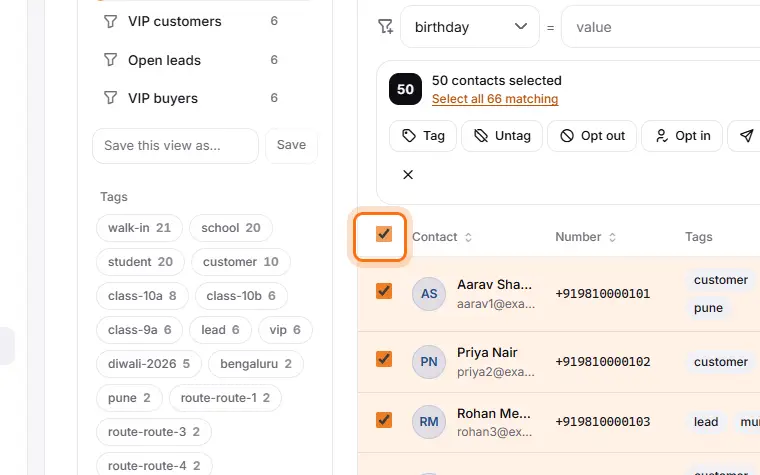 VIP customers 6
Open leads 6
VIP buyers 6
Save this view as... Save
Tags
walk-in 21 school 20
student 20 customer 10
class-10a 8 class-10b 6
class-9a 6 lead 6 vip 6
diwali-2026 5 bengaluru 2
pune 2 route-route-1 2
route-route-3 2
route-route-4 2
birthday = value
50 50 contacts selected
Select all 66 matching
Tag Untag Opt out Opt in
Contact Number Tags
AS Aarav Sha... +919810000101 customer
aarav1@exa... pune
PN Priya Nair +919810000102 customer
priya2@exa...
RM Rohan Me... +919810000103 lead
rohan3@ex...